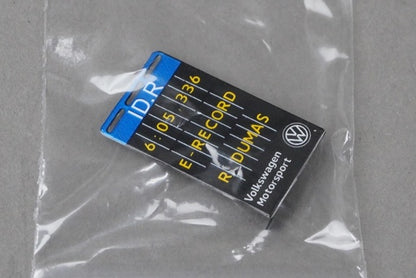 ID.R
6:05.336
E-RECORD
R. DUMAS
Volkswagen
Motorsport